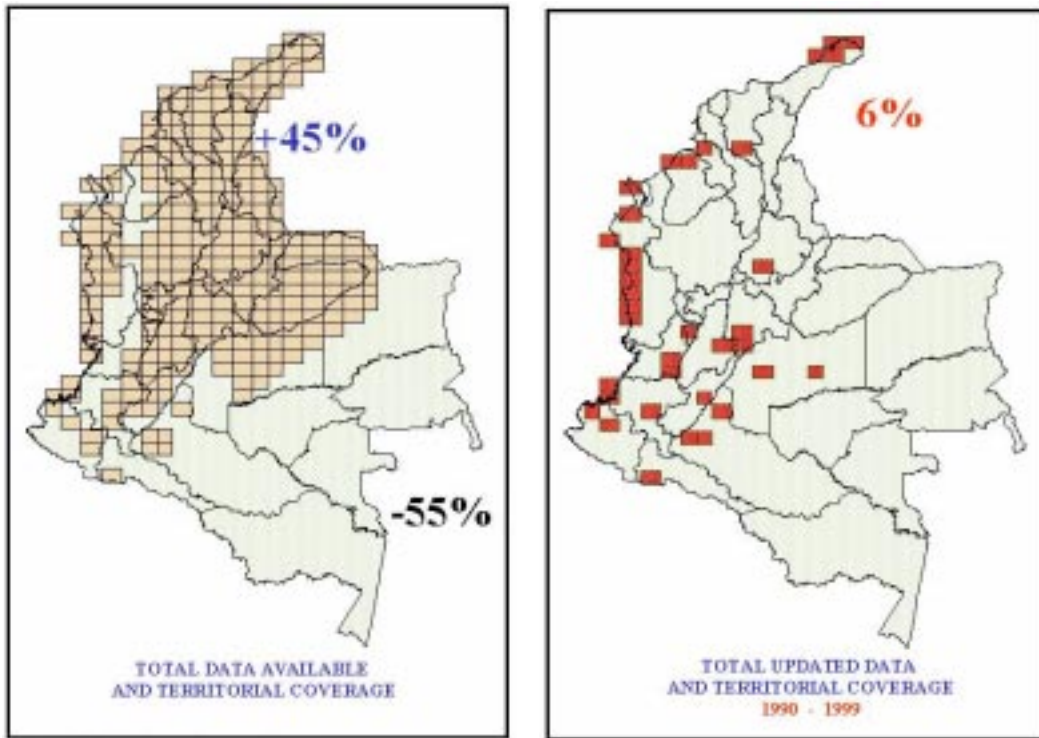 +45%
-55%
TOTAL DATA AVAILABLE
AND TERRITORIAL COVERAGE
6%
TOTAL UPDATED DATA
AND TERRITORIAL COVERAGE
1990 - 1999